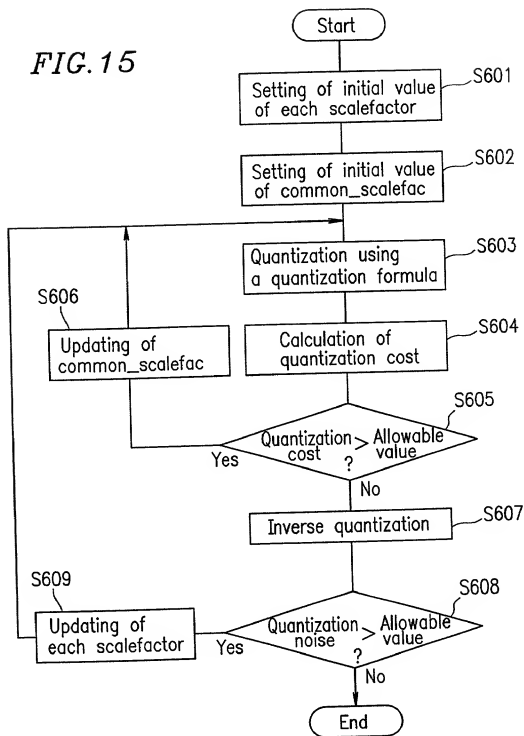 FIG. 15
Start
S601
Setting of initial value
of each scalefactor
S602
Setting of initial value
of common_scalefac
S603
Quantization using
a quantization formula
S604
Calculation of
quantization cost
S606
Updating of
common_scalefac
S605
Quantization
cost
>
Allowable
value
?
Yes
No
S607
Inverse quantization
S608
Quantization
noise
>
Allowable
value
?
Yes
No
S609
Updating of
each scalefactor
End